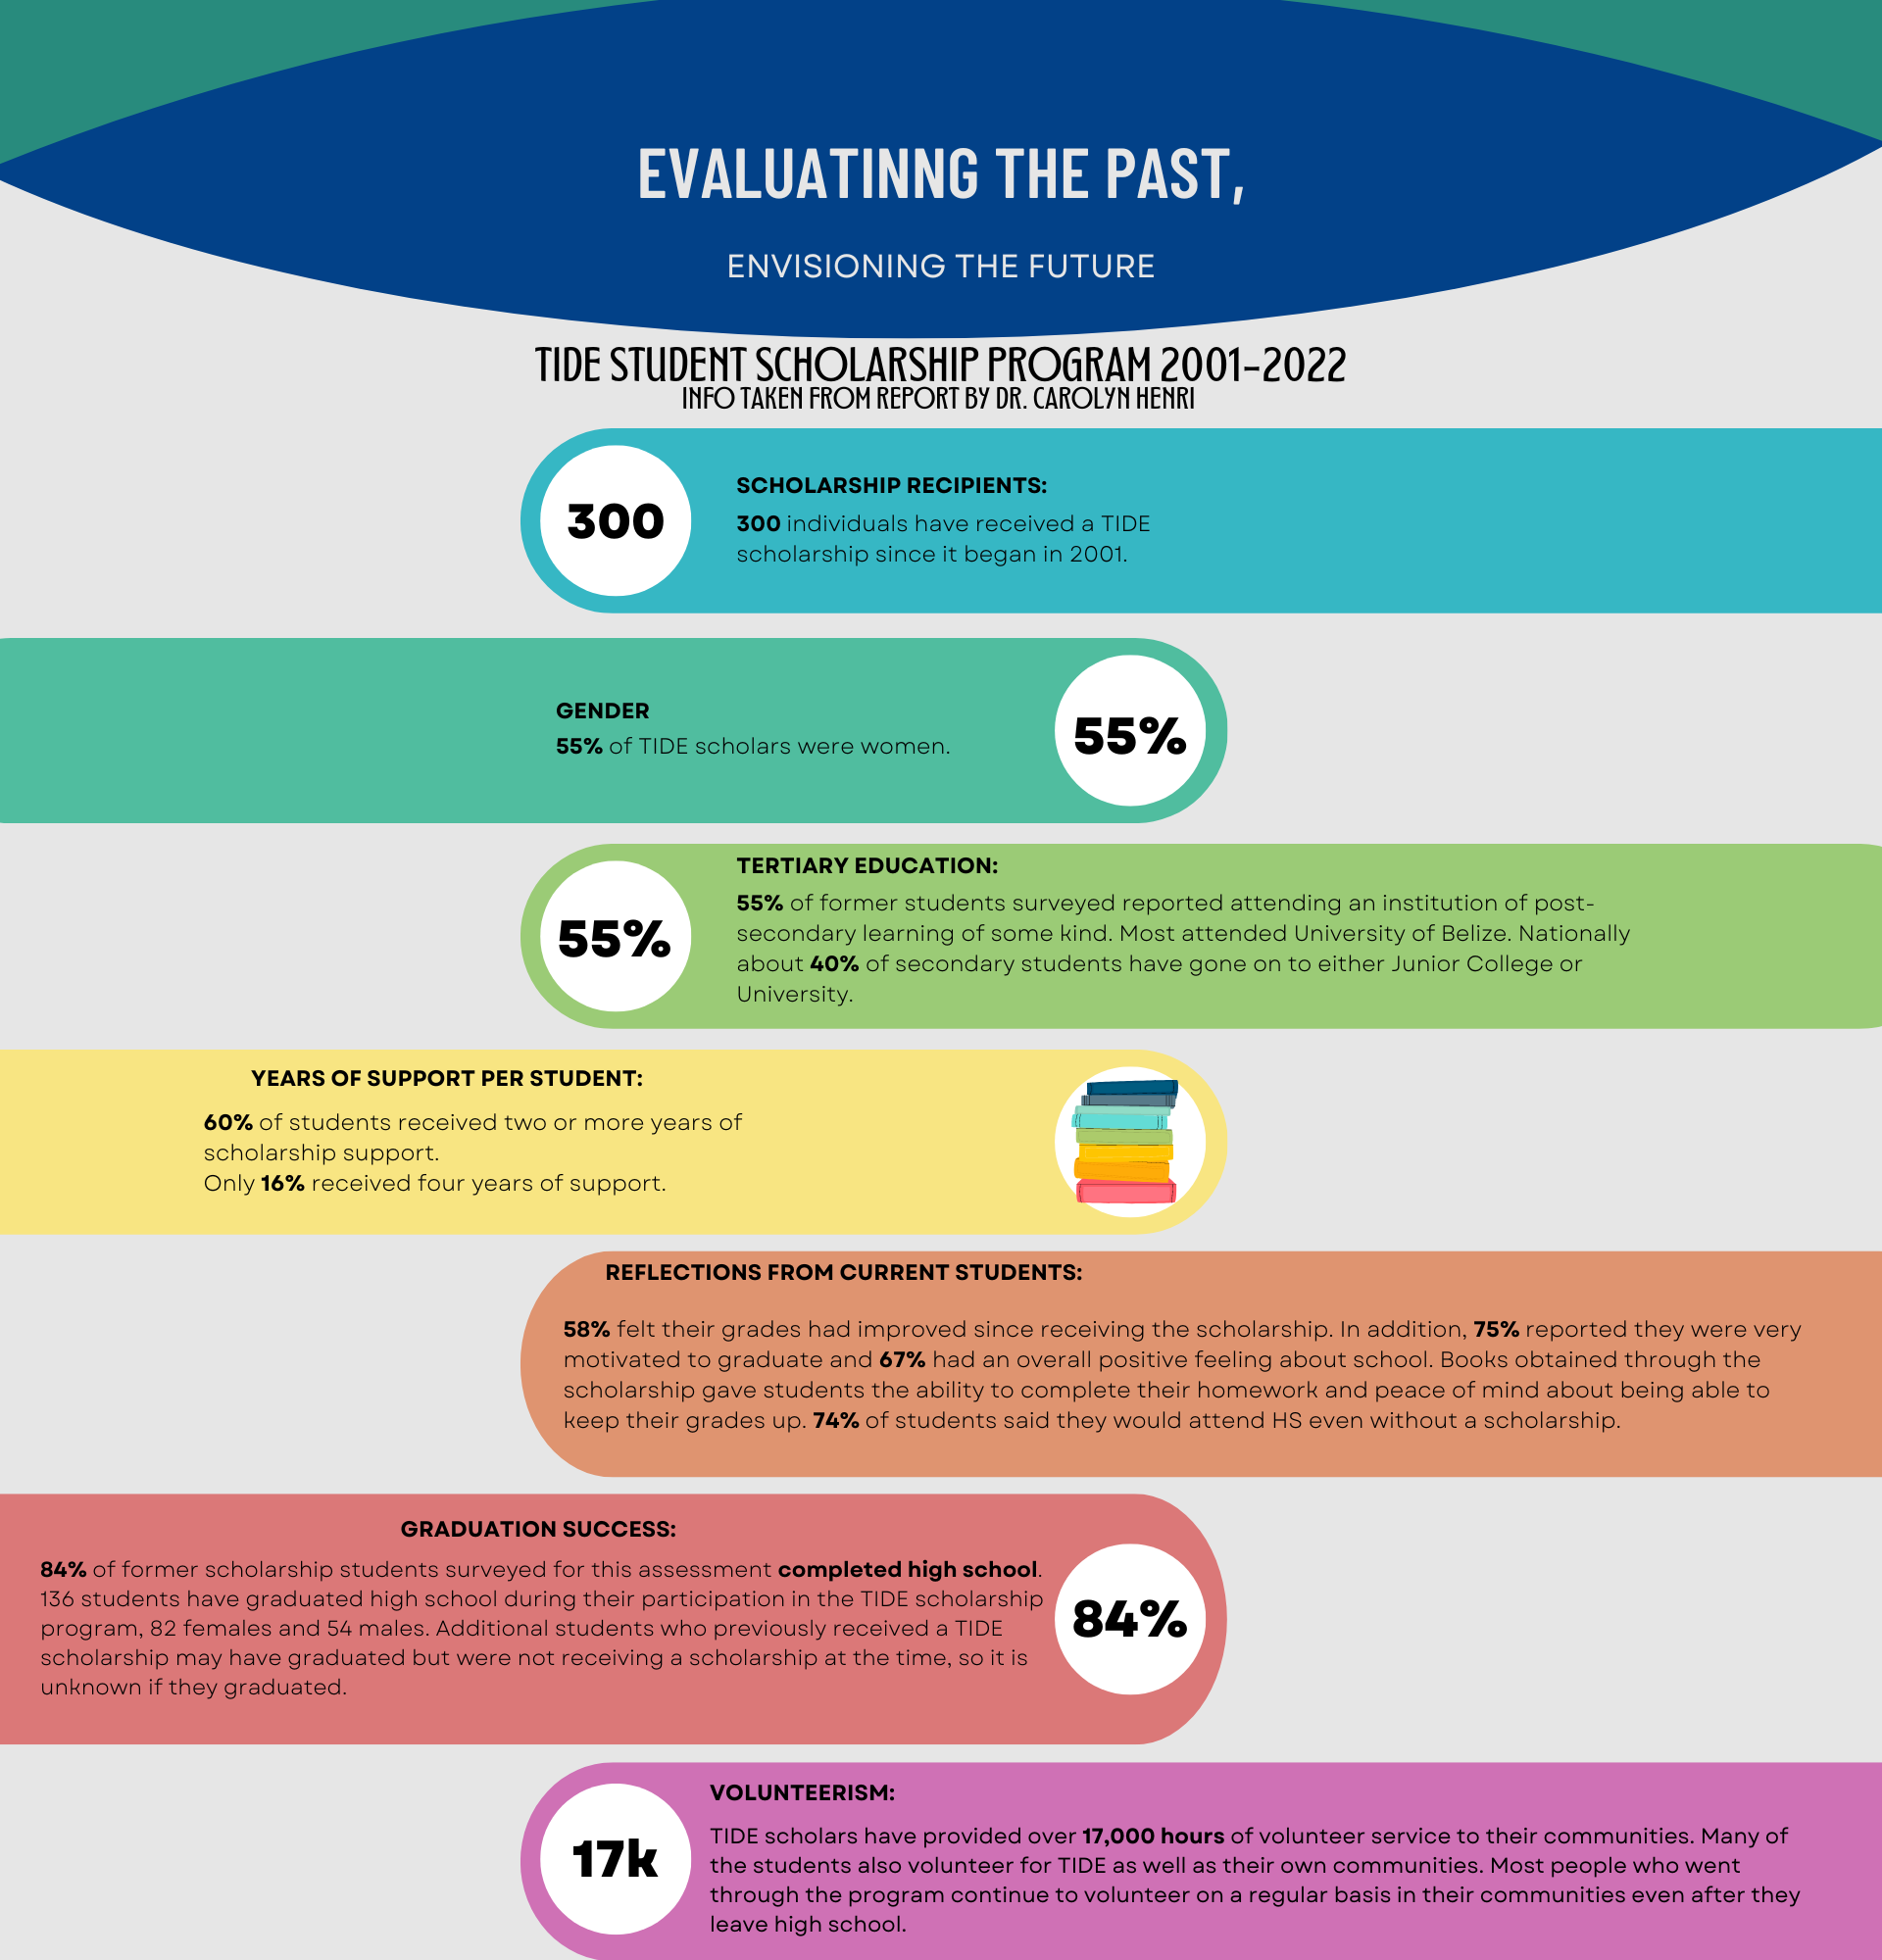 EVALUATINNG THE PAST,
ENVISIONING THE FUTURE
TIDE STUDENT SCHOLARSHIP PROGRAM 2001-2022
INFO TAKEN FROM REPORT BY DR. CAROLYN HENRI
300
SCHOLARSHIP RECIPIENTS:
300 individuals have received a TIDE
scholarship since it began in 2001.
GENDER
55% of TIDE scholars were women.
55%
55%
TERTIARY EDUCATION:
55% of former students surveyed reported attending an institution of post-
secondary learning of some kind. Most attended University of Belize. Nationally
about 40% of secondary students have gone on to either Junior College or
University.
YEARS OF SUPPORT PER STUDENT:
60% of students received two or more years of
scholarship support.
Only 16% received four years of support.
REFLECTIONS FROM CURRENT STUDENTS:
58% felt their grades had improved since receiving the scholarship. In addition, 75% reported they were very
motivated to graduate and 67% had an overall positive feeling about school. Books obtained through the
scholarship gave students the ability to complete their homework and peace of mind about being able to
keep their grades up. 74% of students said they would attend HS even without a scholarship.
GRADUATION SUCCESS:
84% of former scholarship students surveyed for this assessment completed high school.
136 students have graduated high school during their participation in the TIDE scholarship
program, 82 females and 54 males. Additional students who previously received a TIDE
scholarship may have graduated but were not receiving a scholarship at the time, so it is
unknown if they graduated.
84%
17k
VOLUNTEERISM:
TIDE scholars have provided over 17,000 hours of volunteer service to their communities. Many of
the students also volunteer for TIDE as well as their own communities. Most people who went
through the program continue to volunteer on a regular basis in their communities even after they
leave high school.